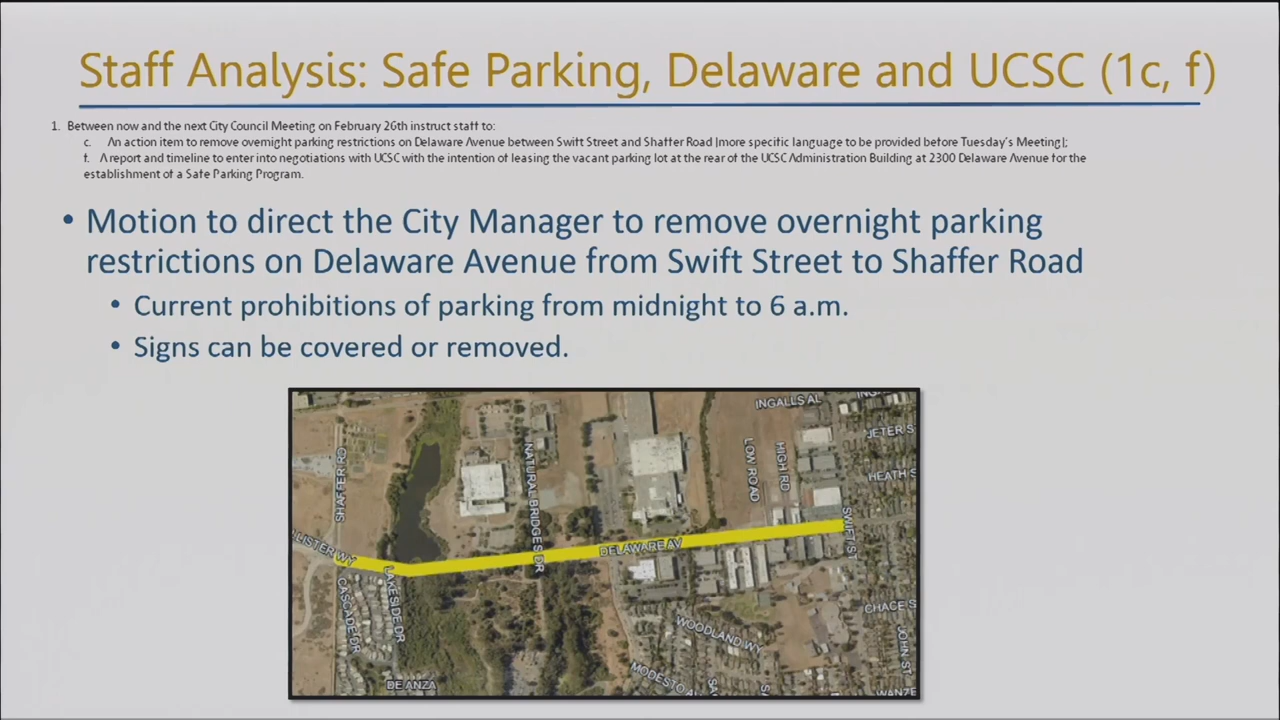 Staff Analysis: Safe Parking, Delaware and UCSC (1c, f)
1. Between now and the next City Council Meeting on February 26th instruct staff to:
c. An action item to remove overnight parking restrictions on Delaware Avenue between Swift Street and Shaffer Road [more specific language to be provided before Tuesday's Meeting];
f. A report and timeline to enter into negotiations with UCSC with the intention of leasing the vacant parking lot at the rear of the UCSC Administration Building at 2300 Delaware Avenue for the
establishment of a Safe Parking Program.
• Motion to direct the City Manager to remove overnight parking
restrictions on Delaware Avenue from Swift Street to Shaffer Road
• Current prohibitions of parking from midnight to 6 a.m.
• Signs can be covered or removed.
INGALLS AL
JETER S
HEATH S
LOW ROAD
HIGH RD
NATURAL BRIDGES DR
SHAFFER RD
SWIFT ST
LISTER WY
DELAWARE AV
LAKESIDE DR
CASCADE DR
CHACE S
WOODLAND WY
JOHN ST
MODESTO AV
DE ANZA